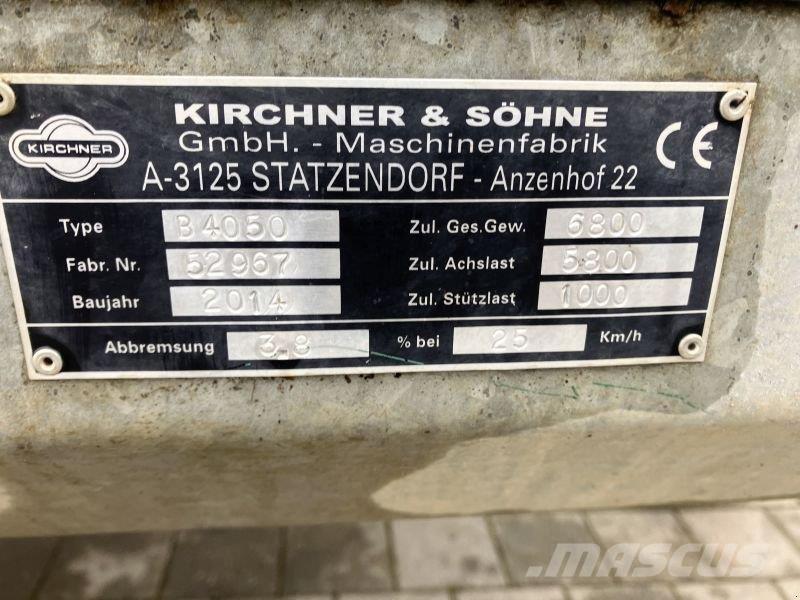 KIRCHNER
KIRCHNER & SÖHNE
GmbH. - Maschinenfabrik
A-3125 STATZENDORF - Anzenhof 22
CE
Type B4050 Zul. Ges.Gew. 6800
Fabr. Nr. 52967 Zul. Achslast 5800
Baujahr 2014 Zul. Stützlast 1000
Abbremsung 3,8 % bei 25 Km/h
MASCUS